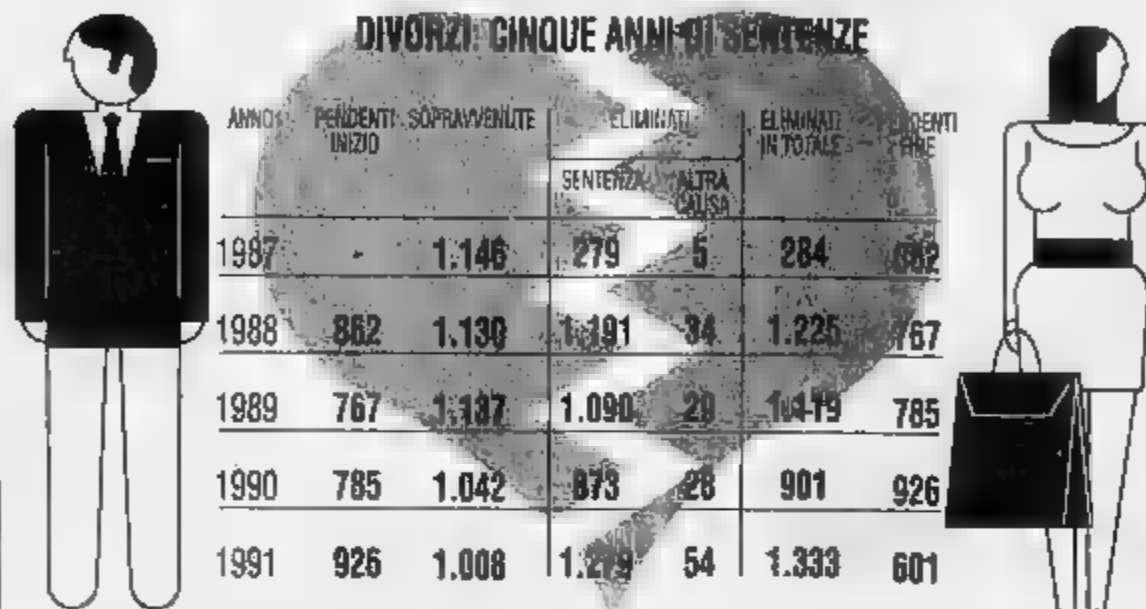 DIVORZI: CINQUE ANNI DI SENTENZE
ANNO PENDENTI INIZIO SOPRAVVENUTE ELIMINATI ELIMINATI IN TOTALE PENDENTI FINE
SENTENZA ALTRA CAUSA
1987 - 1.146 279 5 284 862
1988 862 1.130 1.191 34 1.225 767
1989 767 1.137 1.090 29 1.119 785
1990 785 1.042 873 28 901 926
1991 926 1.008 1.279 54 1.333 601